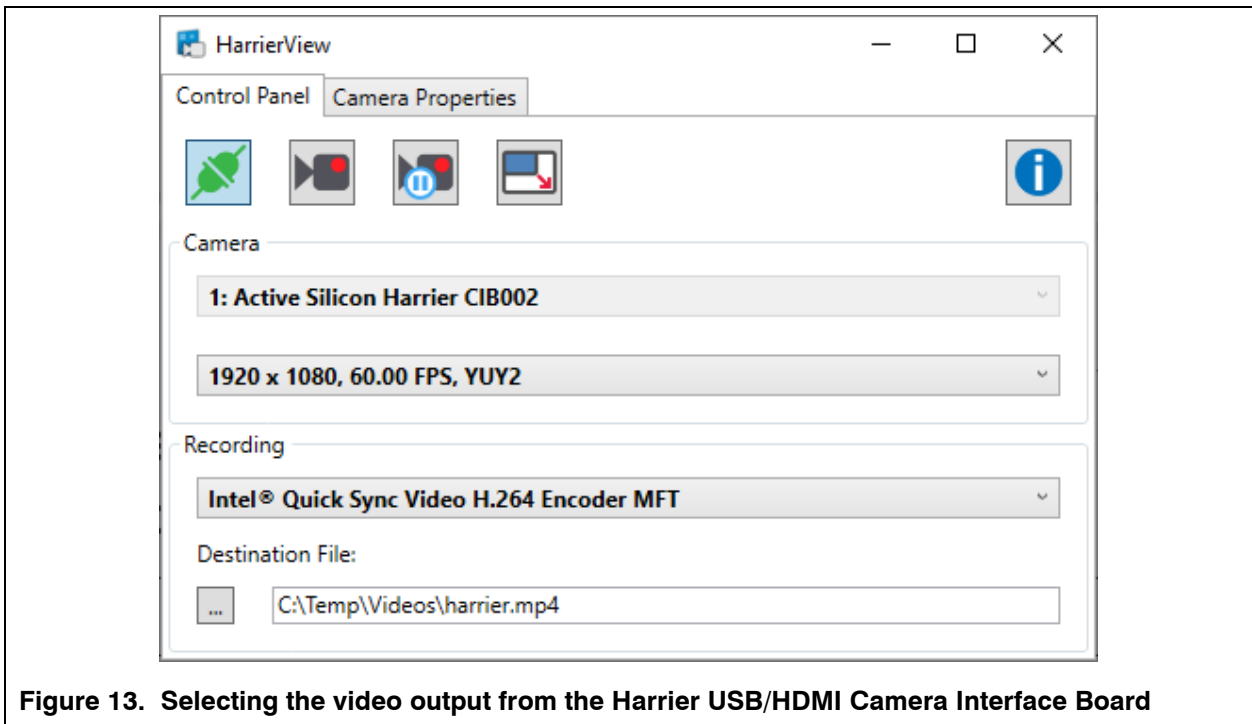 HarrierView
Control Panel Camera Properties
Camera
1: Active Silicon Harrier CIB002
1920 x 1080, 60.00 FPS, YUY2
Recording
Intel® Quick Sync Video H.264 Encoder MFT
Destination File:
... C:\Temp\Videos\harrier.mp4
Figure 13. Selecting the video output from the Harrier USB/HDMI Camera Interface Board